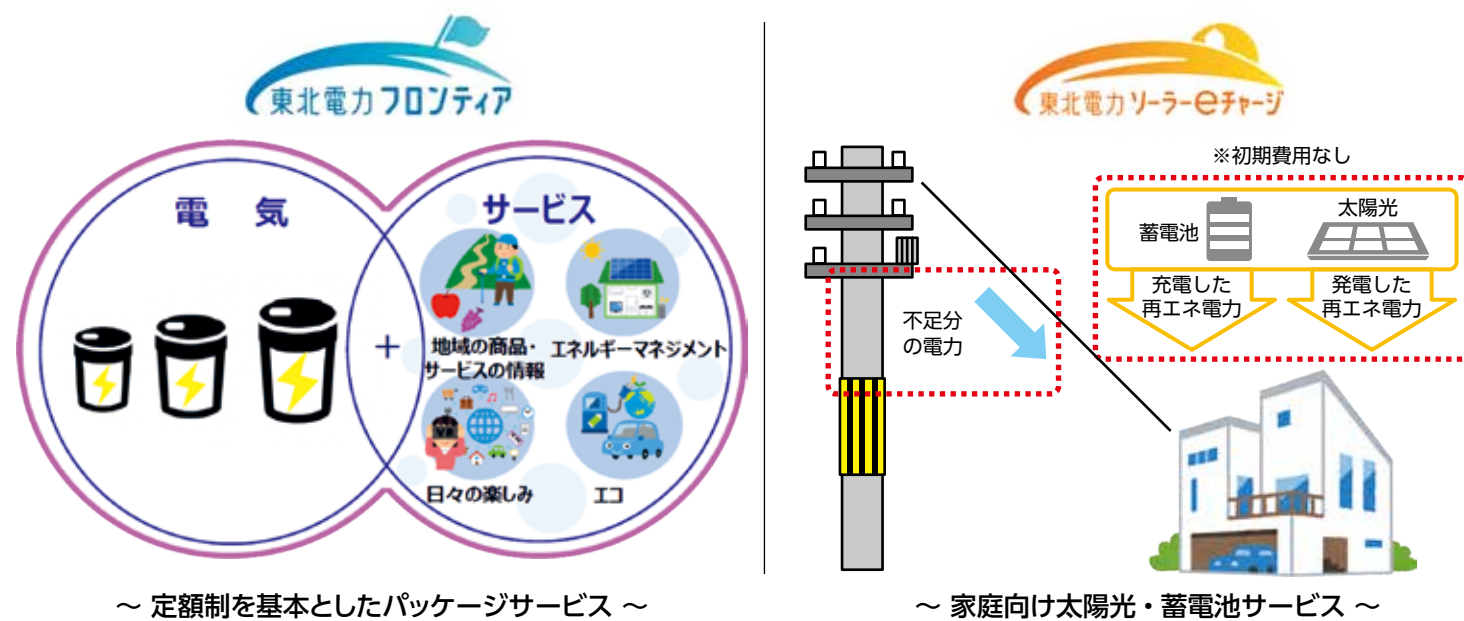 東北電力フロンティア
電 気
サービス
+
地域の商品・
サービスの情報
エネルギーマネジメント
日々の楽しみ
エコ
～ 定額制を基本としたパッケージサービス ～
東北電力 ソーラーeチャージ
※初期費用なし
蓄電池
太陽光
充電した
再エネ電力
発電した
再エネ電力
不足分
の電力
～ 家庭向け太陽光・蓄電池サービス ～